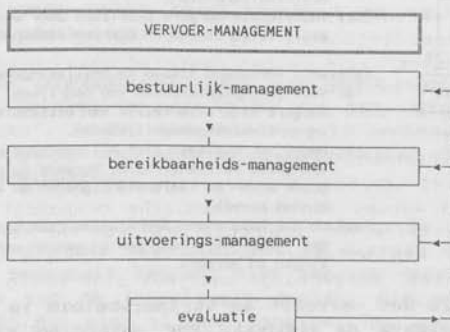 VERVOER-MANAGEMENT
bestuurlijk-management
bereikbaarheids-management
uitvoerings-management
evaluatie